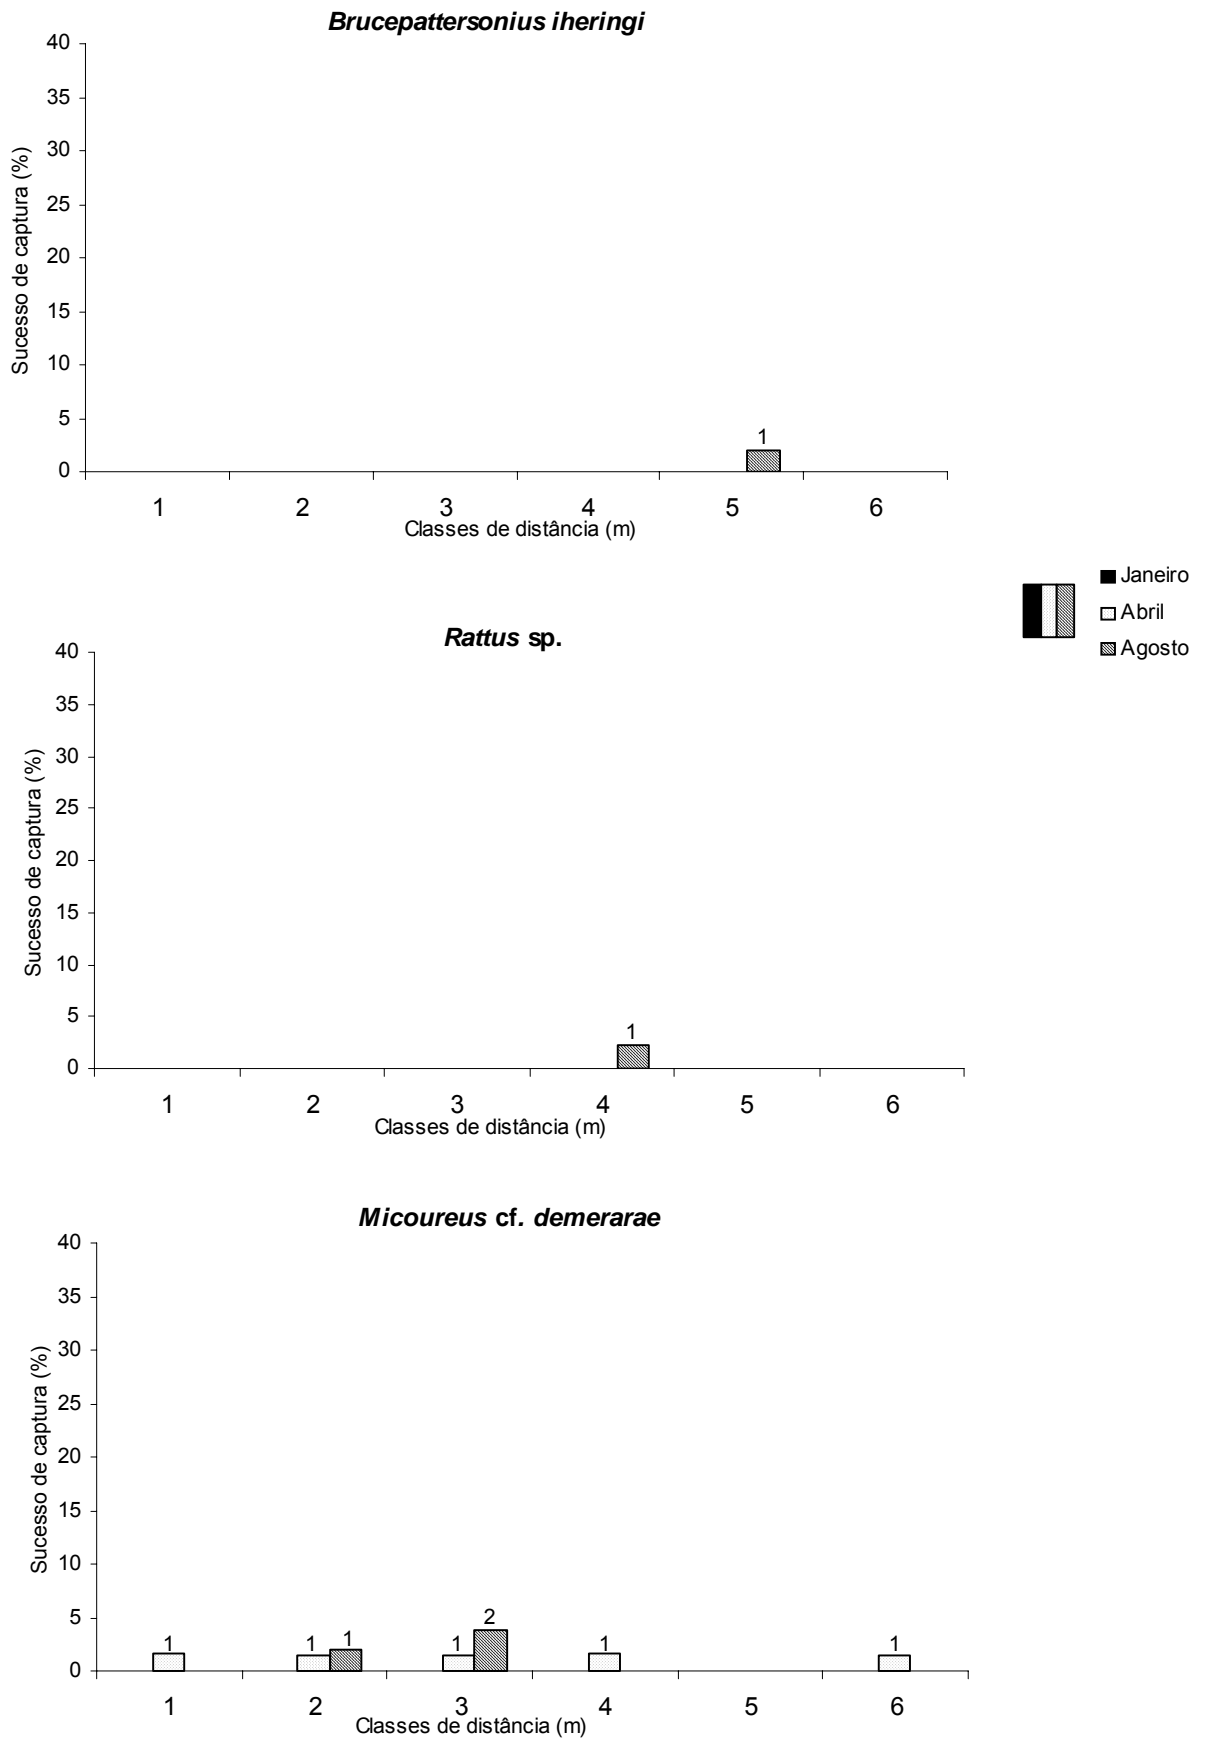 Brucepattersonius iheringi
40
35
30
25
20
15
10
5
0
Sucesso de captura (%)
1
1 2 3 4 5 6
Classes de distância (m)
Janeiro
Abril
Agosto
Rattus sp.
40
35
30
25
20
15
10
5
0
Sucesso de captura (%)
1
1 2 3 4 5 6
Classes de distância (m)
Micoureus cf. demerarae
40
35
30
25
20
15
10
5
0
Sucesso de captura (%)
1 1 1 1 2 1 1
1 2 3 4 5 6
Classes de distância (m)